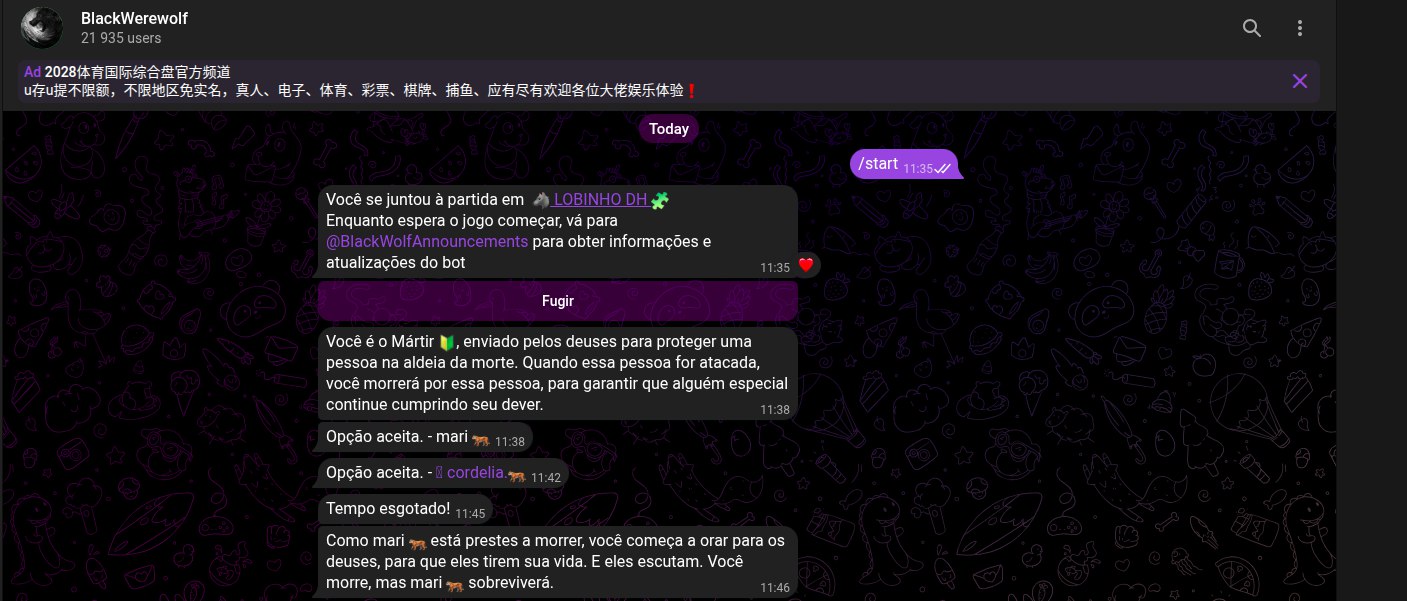 BlackWerewolf
21 935 users
Ad 2028体育国际综合盘官方频道
u存u提不限额，不限地区免实名，真人、电子、体育、彩票、棋牌、捕鱼、应有尽有欢迎各位大佬娱乐体验❗
Today
/start 11:35
Você se juntou à partida em 🐴 LOBINHO DH 🧩
Enquanto espera o jogo começar, vá para
@BlackWolfAnnouncements para obter informações e
atualizações do bot 11:35 ❤️
Fugir
Você é o Mártir 🔰, enviado pelos deuses para proteger uma
pessoa na aldeia da morte. Quando essa pessoa for atacada,
você morrerá por essa pessoa, para garantir que alguém especial
continue cumprindo seu dever. 11:38
Opção aceita. - mari 🐅 11:38
Opção aceita. - cordelia.🐅 11:42
Tempo esgotado! 11:45
Como mari 🐅 está prestes a morrer, você começa a orar para os
deuses, para que eles tirem sua vida. E eles escutam. Você
morre, mas mari 🐅 sobreviverá. 11:46